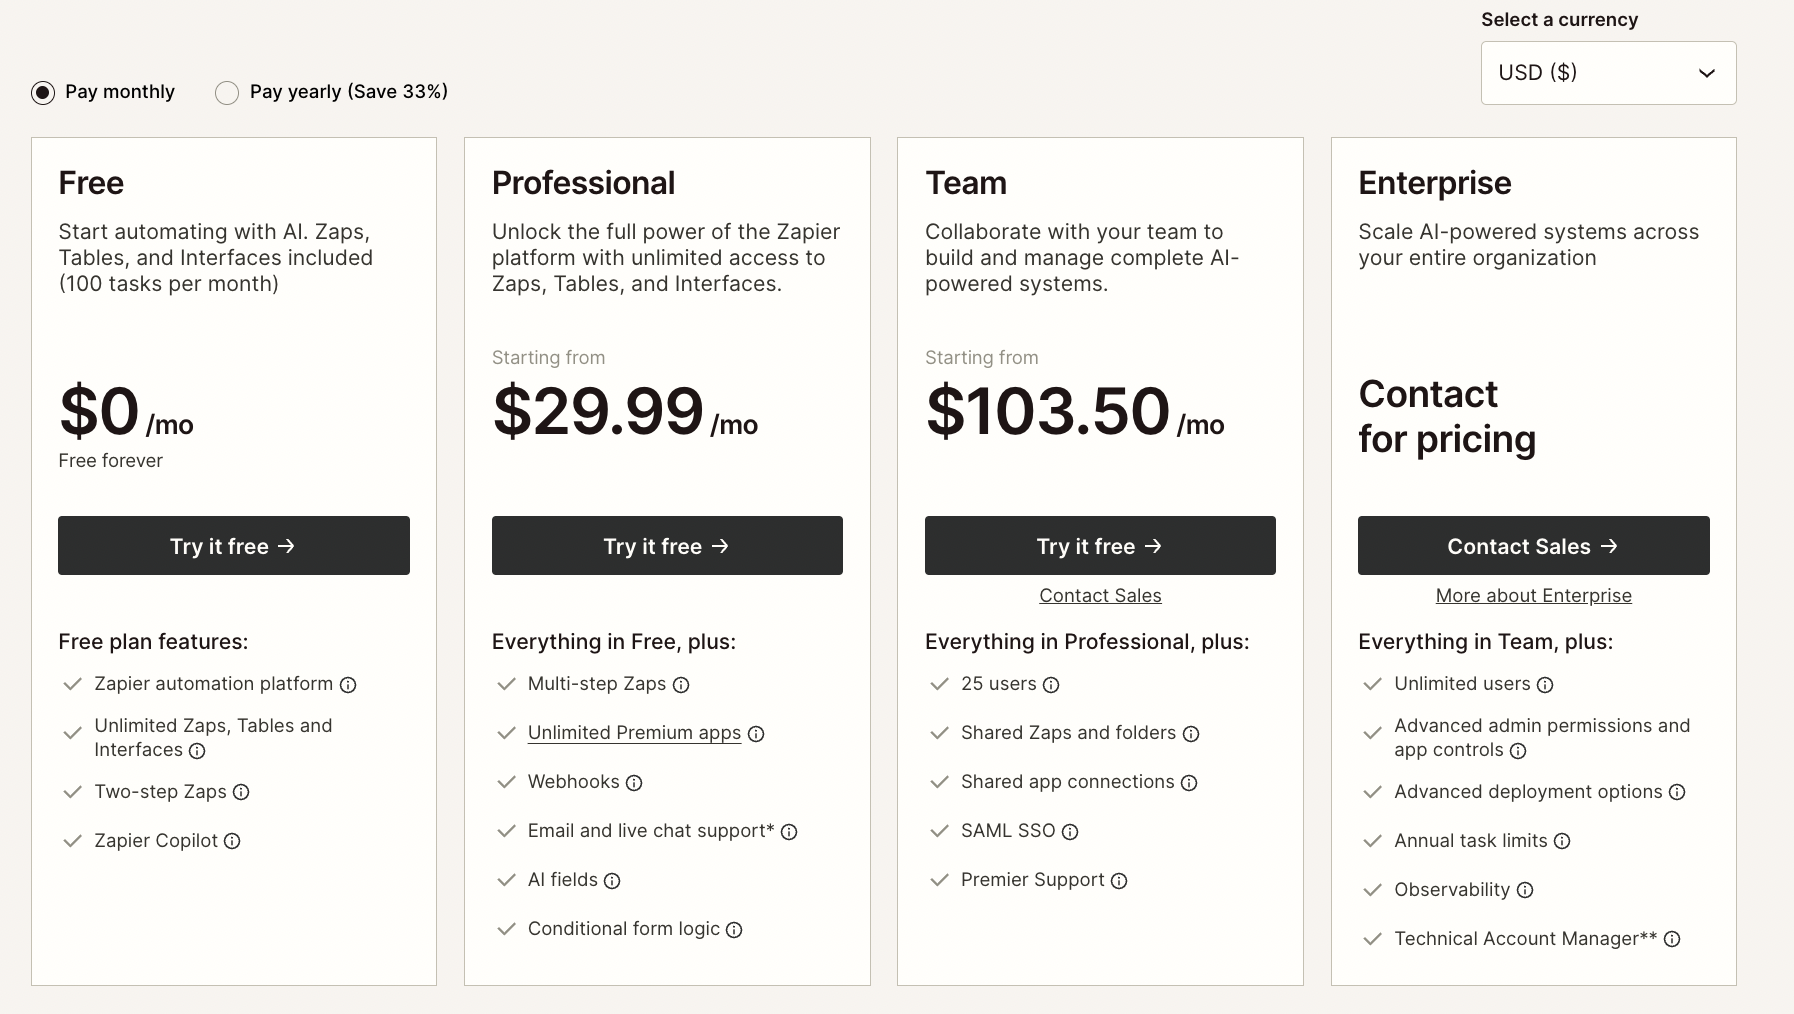 Select a currency
USD ($)
Pay monthly
Pay yearly (Save 33%)
Free
Start automating with AI. Zaps,
Tables, and Interfaces included
(100 tasks per month)
$0 /mo
Free forever
Try it free →
Free plan features:
Zapier automation platform
Unlimited Zaps, Tables and
Interfaces
Two-step Zaps
Zapier Copilot
Professional
Unlock the full power of the Zapier
platform with unlimited access to
Zaps, Tables, and Interfaces.
Starting from
$29.99 /mo
Try it free →
Everything in Free, plus:
Multi-step Zaps
Unlimited Premium apps
Webhooks
Email and live chat support*
AI fields
Conditional form logic
Team
Collaborate with your team to
build and manage complete AI-
powered systems.
Starting from
$103.50 /mo
Try it free →
Contact Sales
Everything in Professional, plus:
25 users
Shared Zaps and folders
Shared app connections
SAML SSO
Premier Support
Enterprise
Scale AI-powered systems across
your entire organization
Contact
for pricing
Contact Sales →
More about Enterprise
Everything in Team, plus:
Unlimited users
Advanced admin permissions and
app controls
Advanced deployment options
Annual task limits
Observability
Technical Account Manager**